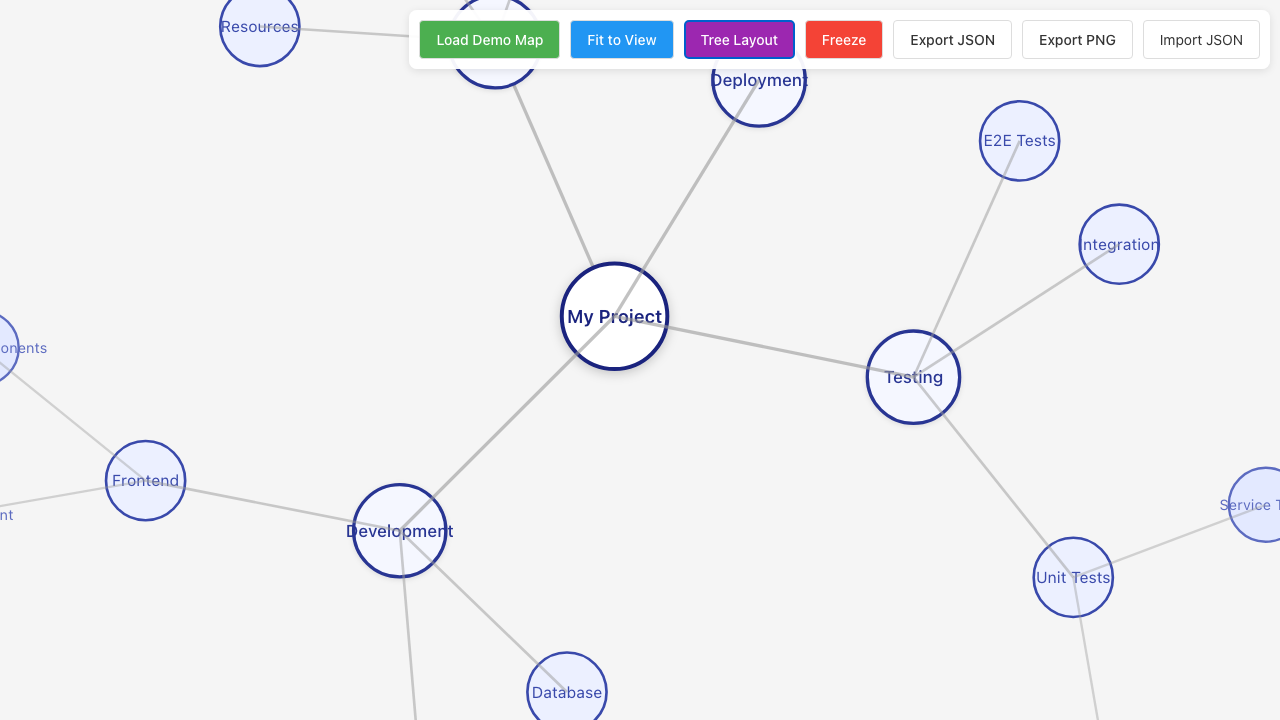 Resources
Load Demo Map
Fit to View
Tree Layout
Freeze
Export JSON
Export PNG
Import JSON
Deployment
E2E Tests
Integration
My Project
onents
Testing
Frontend
nt
Development
Service T
Unit Tests
Database